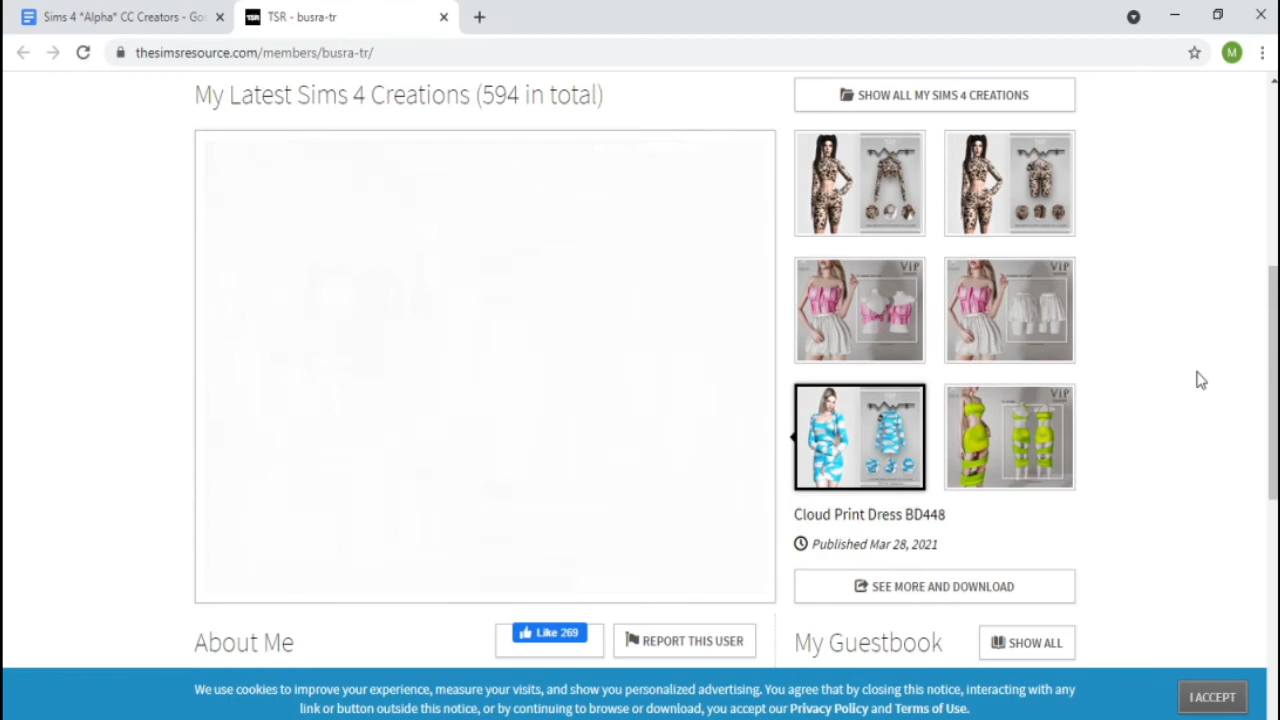 Sims 4 *Alpha* CC Creators - Goo
TSR - busra-tr
thesimsresource.com/members/busra-tr/
M
My Latest Sims 4 Creations (594 in total)
SHOW ALL MY SIMS 4 CREATIONS
VIP
VIP
VIP
VIP
Cloud Print Dress BD448
Published Mar 28, 2021
SEE MORE AND DOWNLOAD
About Me
Like 269
REPORT THIS USER
My Guestbook
SHOW ALL
We use cookies to improve your experience, measure your visits, and show you personalized advertising. You agree that by closing this notice, interacting with any
link or button outside this notice, or by continuing to browse or download, you accept our Privacy Policy and Terms of Use.
I ACCEPT